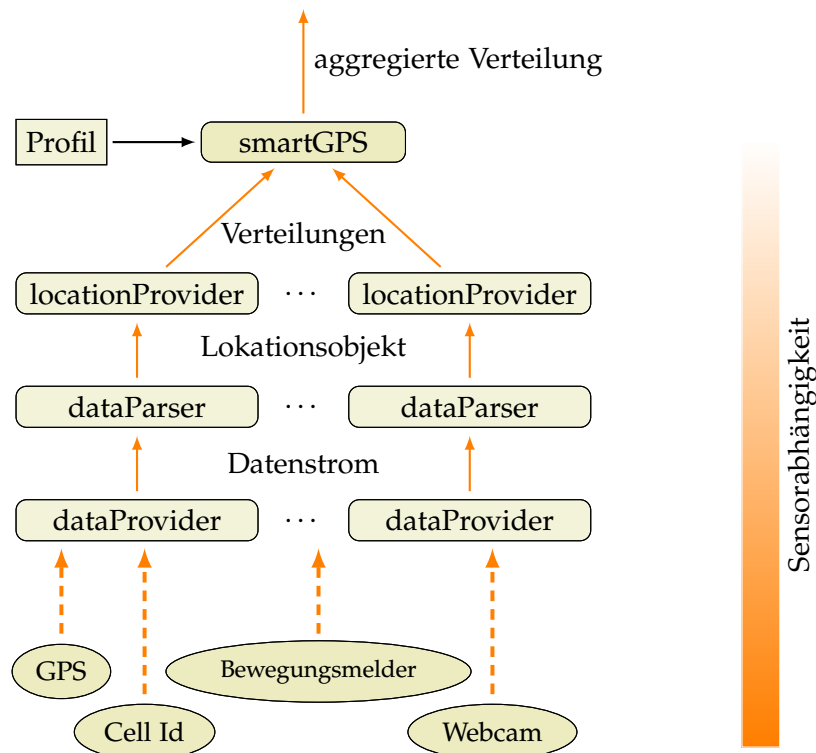 aggregierte Verteilung
Profil
smartGPS
Verteilungen
locationProvider ... locationProvider
Lokationsobjekt
dataParser ... dataParser
Datenstrom
dataProvider ... dataProvider
GPS
Bewegungsmelder
Cell Id
Webcam
Sensorabhängigkeit